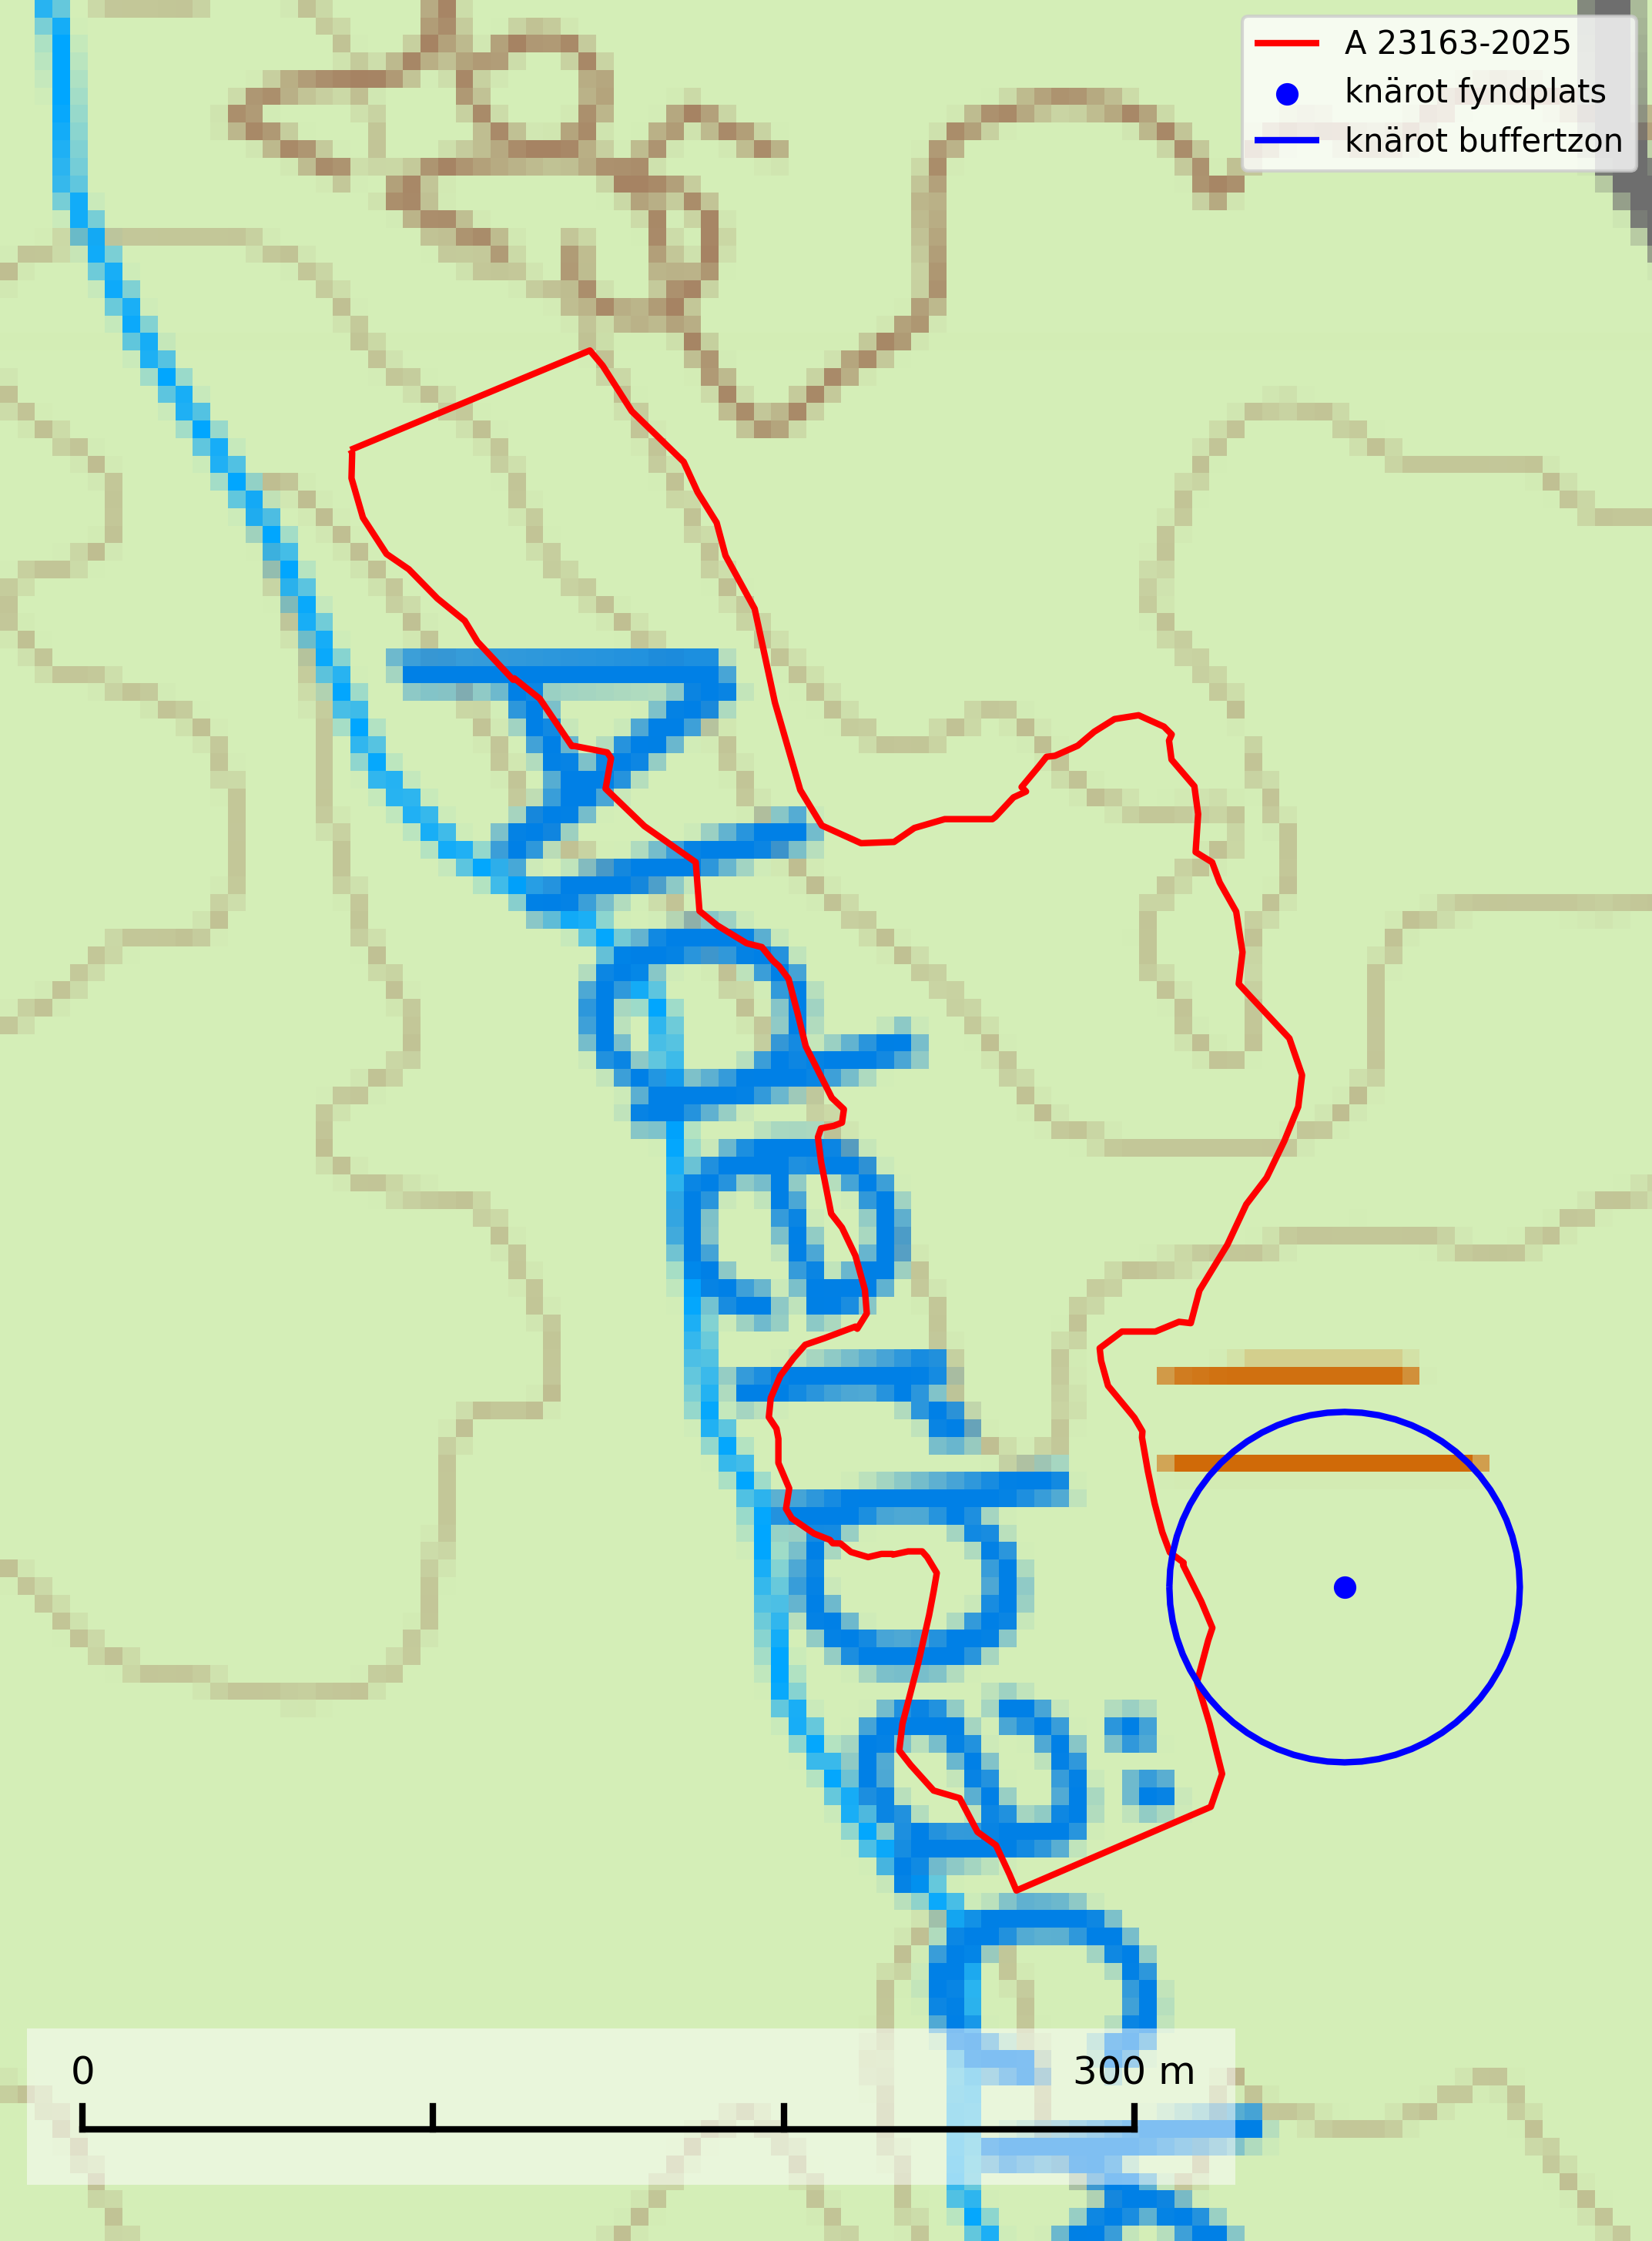 A 23163-2025
knärot fyndplats
knärot buffertzon
0
300 m